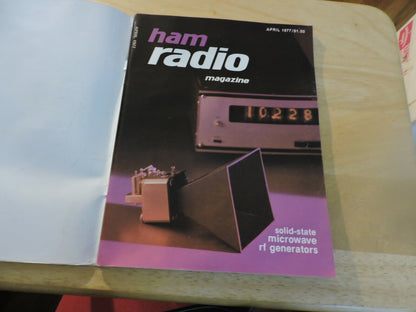 APRIL 1977/$1.50
ham
radio
magazine
10228
solid-state
microwave
rf generators